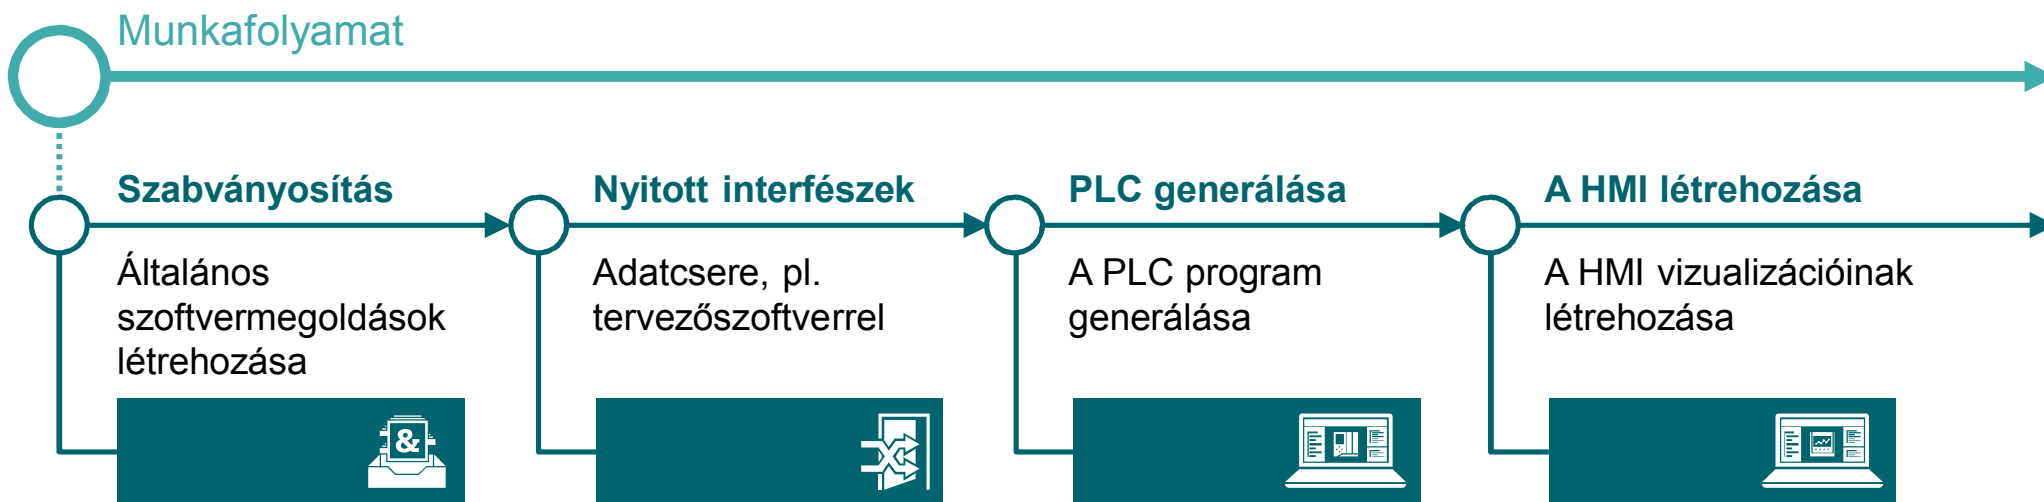 Munkafolyamat
Szabványosítás
Általános
szoftvermegoldások
létrehozása
&
Nyitott interfészek
Adatcsere, pl.
tervezőszoftverrel
PLC generálása
A PLC program
generálása
A HMI létrehozása
A HMI vizualizációinak
létrehozása